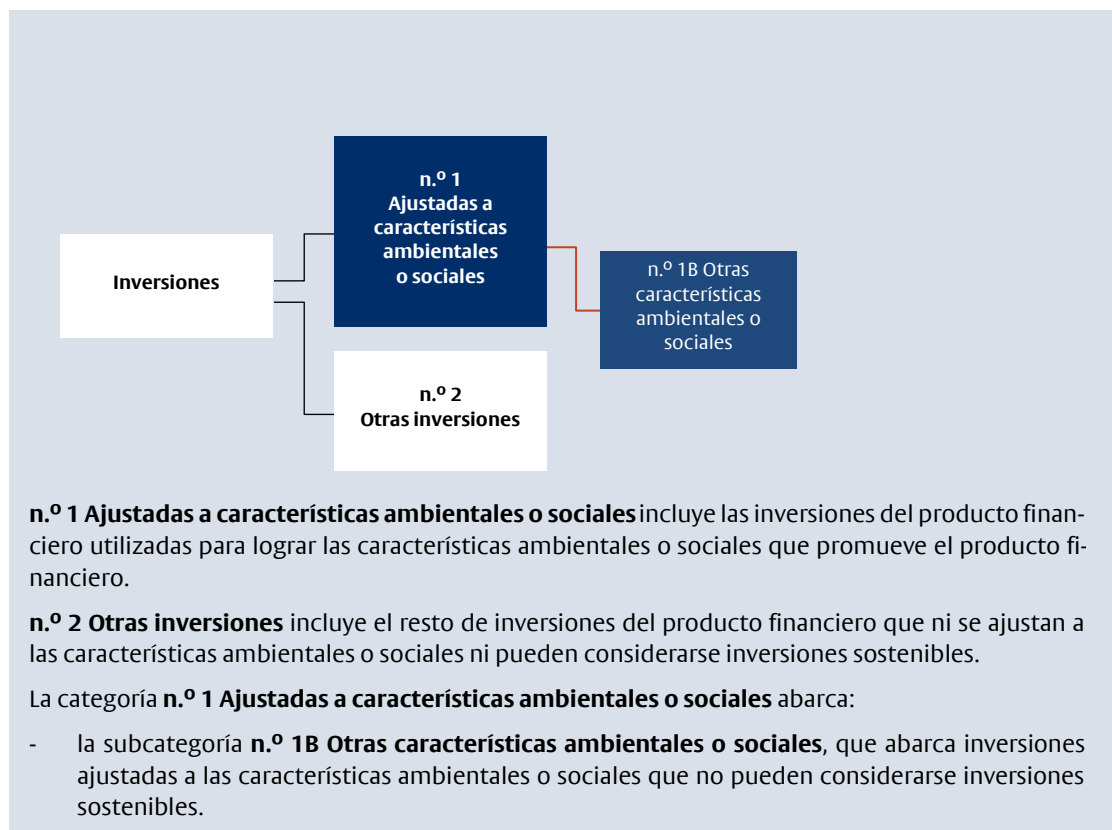 n.º 1
Ajustadas a
características
ambientales
o sociales
Inversiones
n.º 1B Otras
características
ambientales o
sociales
n.º 2
Otras inversiones
n.º 1 Ajustadas a características ambientales o sociales incluye las inversiones del producto finan-
ciero utilizadas para lograr las características ambientales o sociales que promueve el producto fi-
nanciero.
n.º 2 Otras inversiones incluye el resto de inversiones del producto financiero que ni se ajustan a
las características ambientales o sociales ni pueden considerarse inversiones sostenibles.
La categoría n.º 1 Ajustadas a características ambientales o sociales abarca:
- la subcategoría n.º 1B Otras características ambientales o sociales, que abarca inversiones
ajustadas a las características ambientales o sociales que no pueden considerarse inversiones
sostenibles.